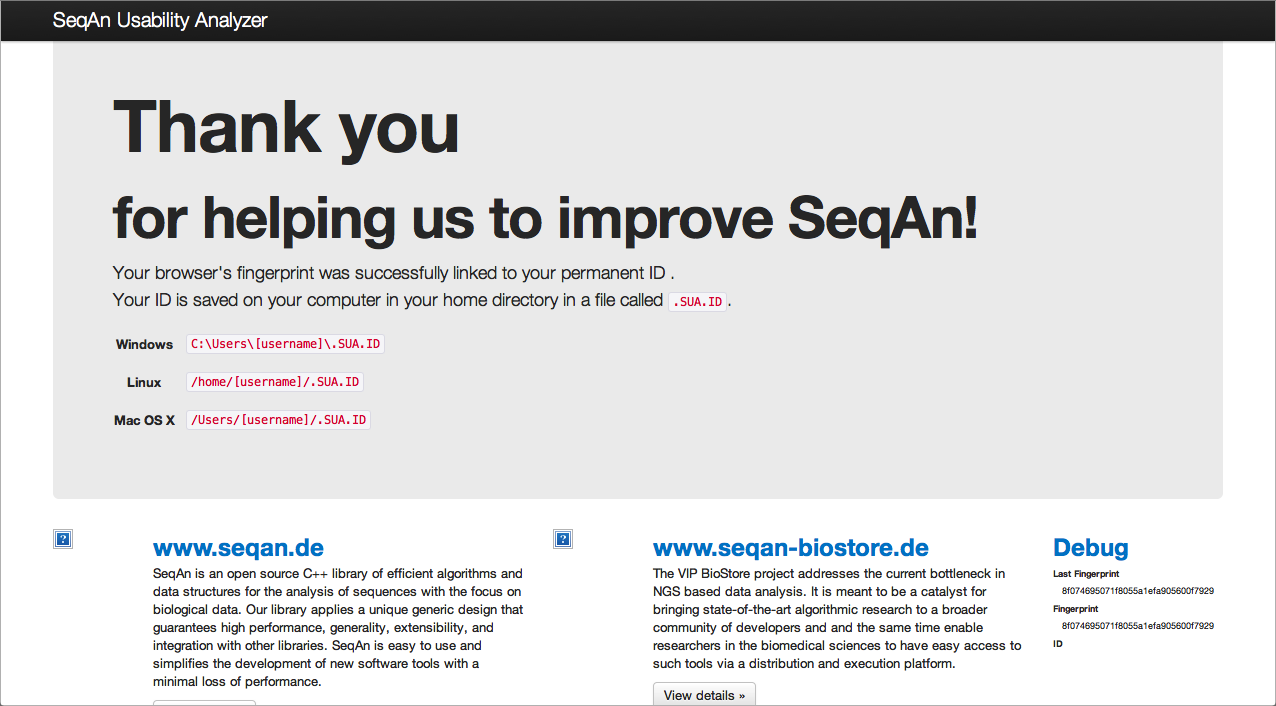 SeqAn Usability Analyzer
Thank you
for helping us to improve SeqAn!
Your browser's fingerprint was successfully linked to your permanent ID .
Your ID is saved on your computer in your home directory in a file called .SUA.ID.
Windows C:\Users\[username]\.SUA.ID
Linux /home/[username]/.SUA.ID
Mac OS X /Users/[username]/.SUA.ID
www.seqan.de
SeqAn is an open source C++ library of efficient algorithms and
data structures for the analysis of sequences with the focus on
biological data. Our library applies a unique generic design that
guarantees high performance, generality, extensibility, and
integration with other libraries. SeqAn is easy to use and
simplifies the development of new software tools with a
minimal loss of performance.
www.seqan-biostore.de
The VIP BioStore project addresses the current bottleneck in
NGS based data analysis. It is meant to be a catalyst for
bringing state-of-the-art algorithmic research to a broader
community of developers and and the same time enable
researchers in the biomedical sciences to have easy access to
such tools via a distribution and execution platform.
View details »
Debug
Last Fingerprint
8f074695071f8055a1efa905600f7929
Fingerprint
8f074695071f8055a1efa905600f7929
ID